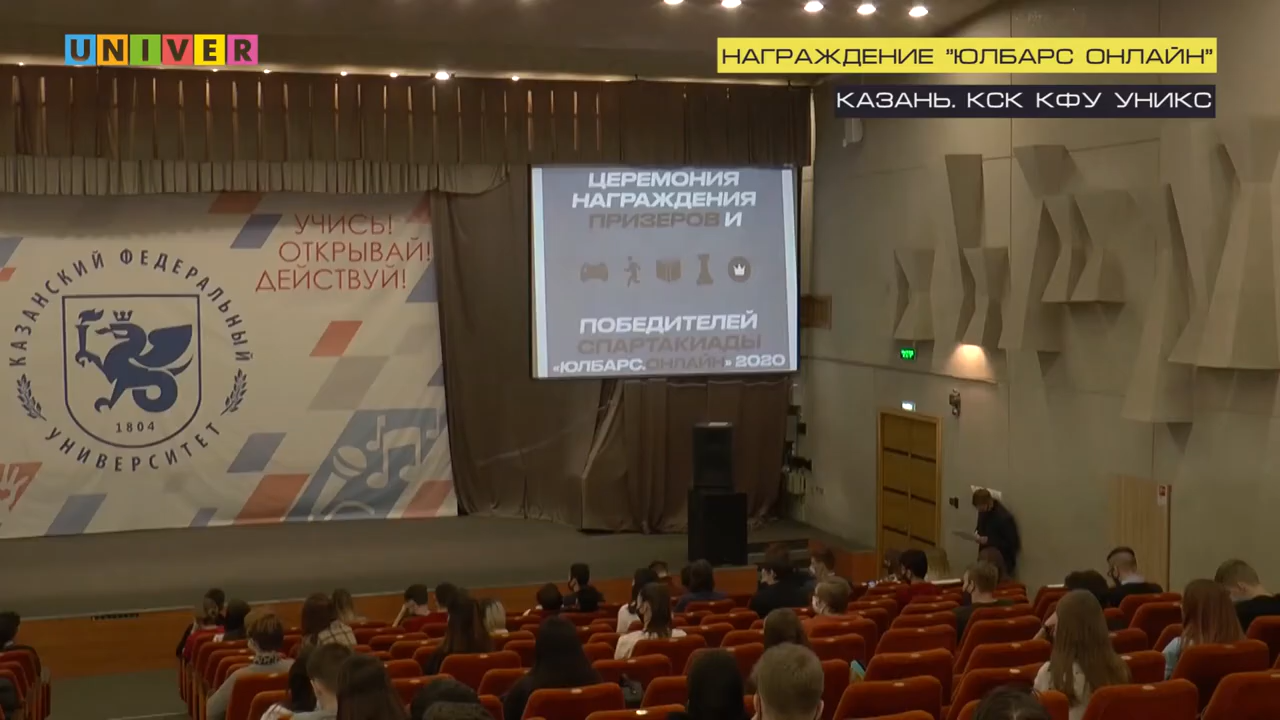 UNIVER
НАГРАЖДЕНИЕ "ЮЛБАРС ОНЛАЙН"
КАЗАНЬ. КСК КФУ УНИКС
ЦЕРЕМОНИЯ
НАГРАЖДЕНИЯ
ПРИЗЕРОВ И
ПОБЕДИТЕЛЕЙ
СПАРТАКИАДЫ
«ЮЛБАРС.ОНЛАЙН» 2020
УЧИСЬ!
ОТКРЫВАЙ!
ДЕЙСТВУЙ!
КАЗАНСКИЙ ФЕДЕРАЛЬНЫЙ
УНИВЕРСИТЕТ
1804